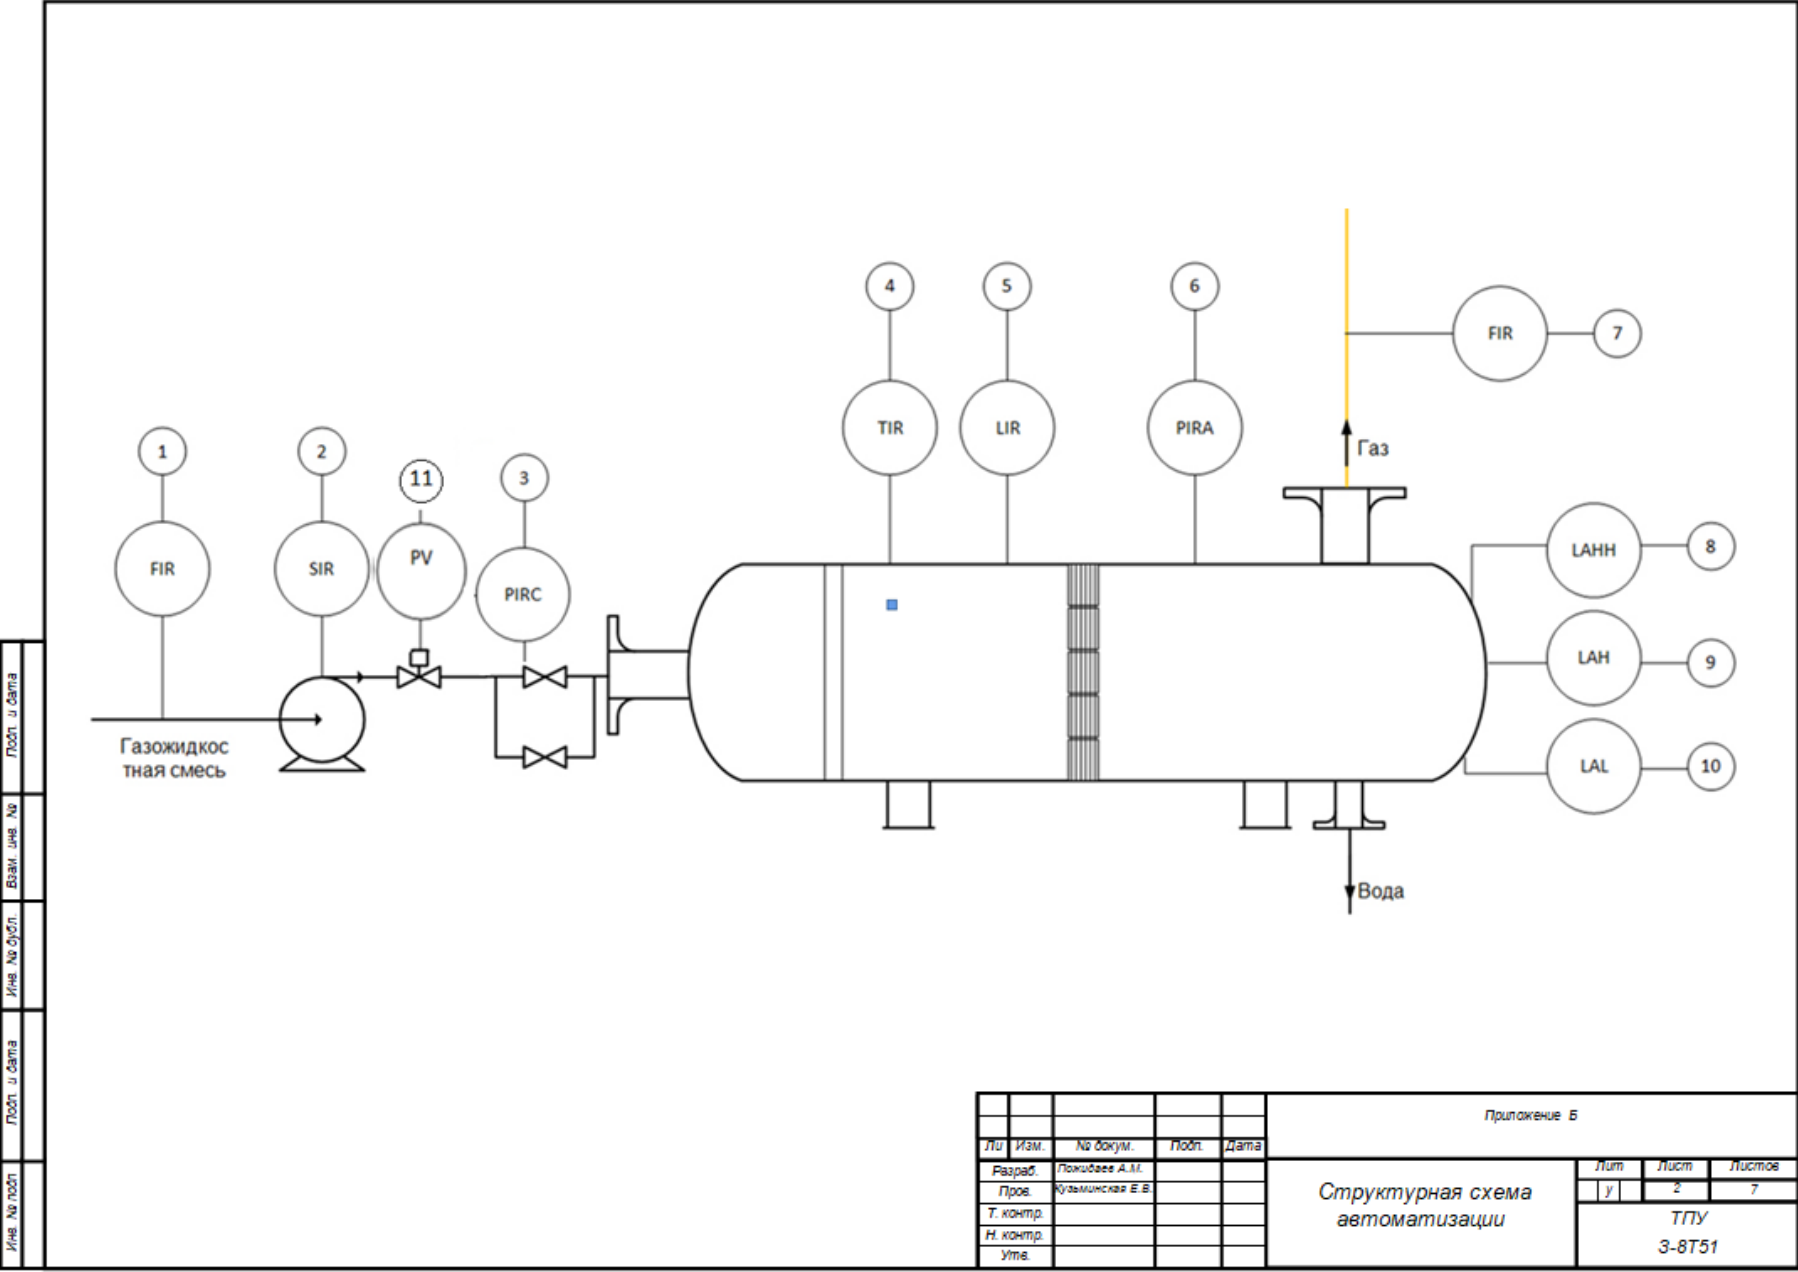 4
5
6
FIR
7
TIR
LIR
PIRA
Газ
1
2
11
3
FIR
SIR
PV
PIRC
LAHH
8
LAH
9
LAL
10
Газожидкос
тная смесь
Вода
Подп. и дата
Взам. инв. №
Инв. № дубл.
Подп. и дата
Инв. № подп
Приложение Б
Ли Изм. № докум. Подп. Дата
Разраб. Пожидаев А.М.
Пров. Кузьминская Е.В.
Т. контр.
Н. контр.
Утв.
Структурная схема
автоматизации
Лит Лист Листов
у 2 7
ТПУ
З-8Т51